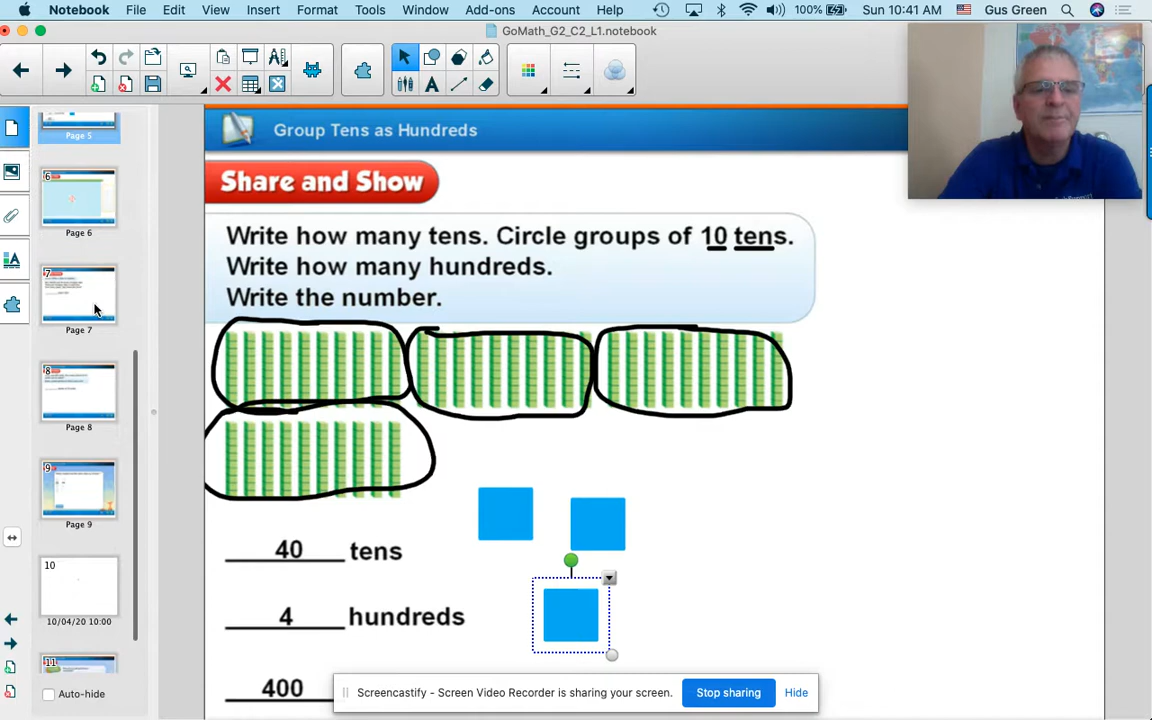 Notebook File Edit View Insert Format Tools Window Add-ons Account Help 100% Sun 10:41 AM Gus Green
GoMath_G2_C2_L1.notebook
Page 5
6
Page 6
7
Page 7
8
Page 8
9
Page 9
10
10/04/20 10:00
11
Auto-hide
Group Tens as Hundreds
Share and Show
Write how many tens. Circle groups of 10 tens.
Write how many hundreds.
Write the number.
40 tens
4 hundreds
400
Screencastify - Screen Video Recorder is sharing your screen. Stop sharing Hide